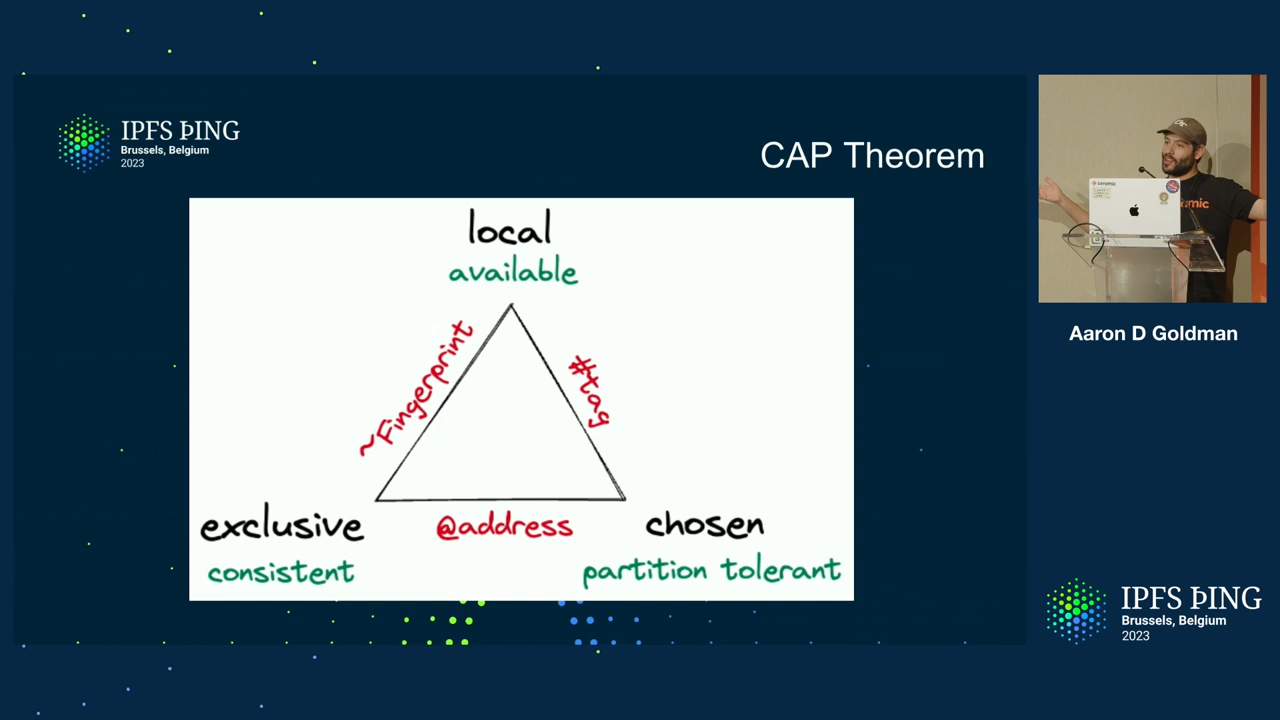 IPFS ÞING
Brussels, Belgium
2023
CAP Theorem
local
available
~Fingerprint
#tag
exclusive
@address
chosen
consistent
partition tolerant
Aaron D Goldman
IPFS ÞING
Brussels, Belgium
2023